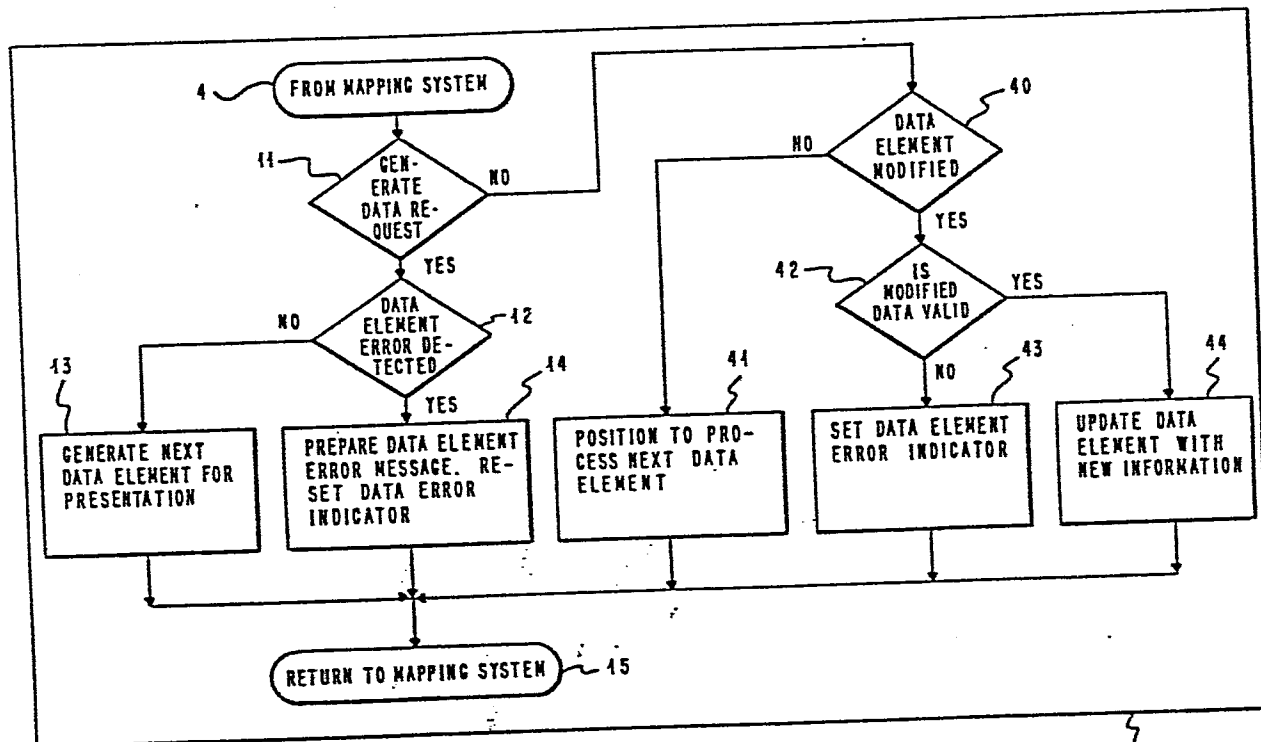 4
FROM MAPPING SYSTEM
11
GEN-
ERATE
DATA RE-
QUEST
NO
YES
DATA
ELEMENT
ERROR DE-
TECTED
12
NO
YES
13
GENERATE NEXT
DATA ELEMENT FOR
PRESENTATION
14
PREPARE DATA ELEMENT
ERROR MESSAGE. RE-
SET DATA ERROR
INDICATOR
40
DATA
ELEMENT
MODIFIED
NO
YES
42
IS
MODIFIED
DATA VALID
YES
NO
41
POSITION TO PRO-
CESS NEXT DATA
ELEMENT
43
SET DATA ELEMENT
ERROR INDICATOR
44
UPDATE DATA
ELEMENT WITH
NEW INFORMATION
RETURN TO MAPPING SYSTEM
15